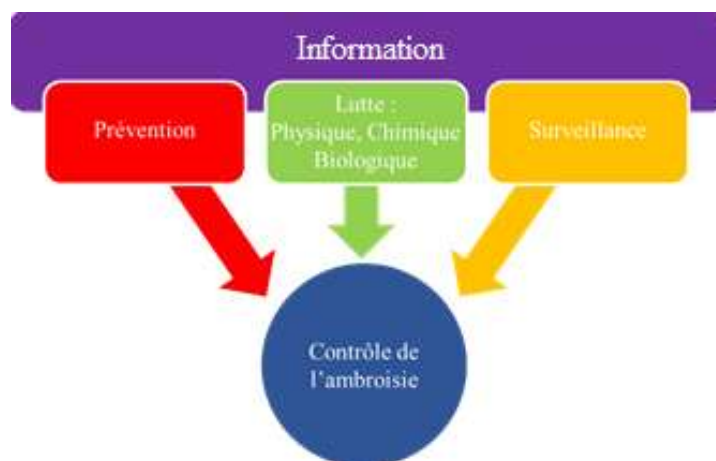 Information
Prévention
Lutte :
Physique, Chimique
Biologique
Surveillance
Contrôle de
l’ambroisie